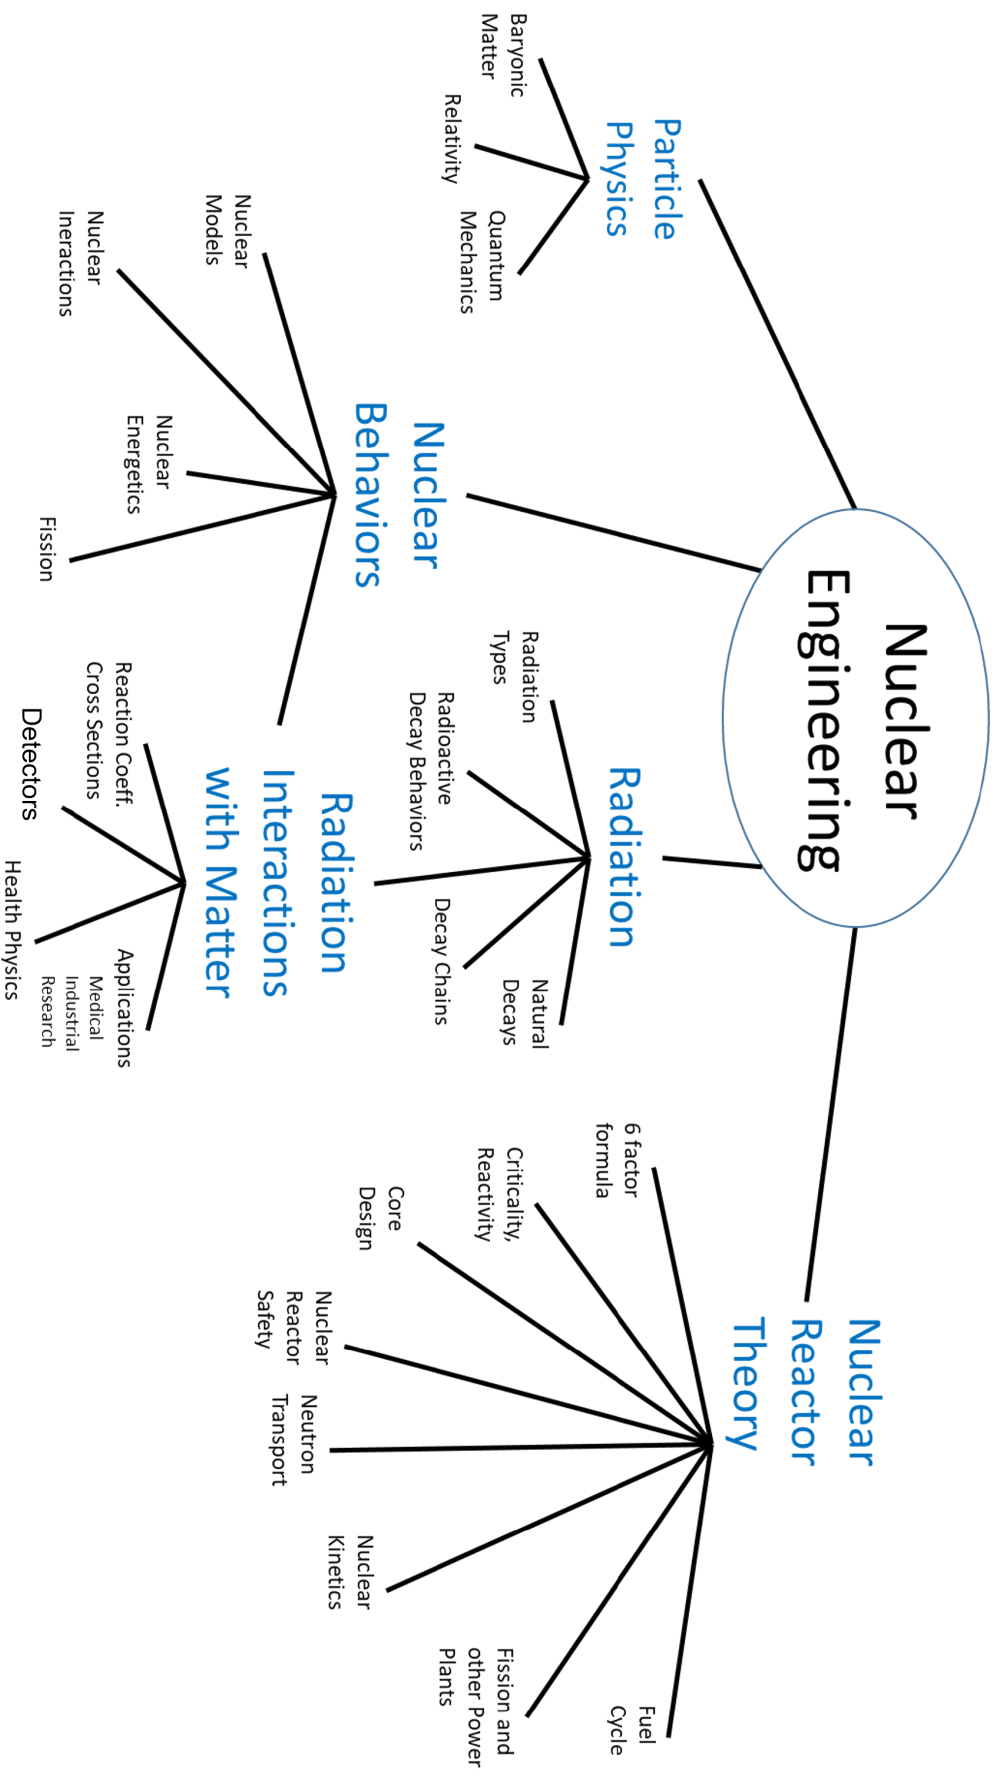 Nuclear
Engineering
Particle
Physics
Baryonic
Matter
Relativity
Quantum
Mechanics
Nuclear
Behaviors
Nuclear
Models
Nuclear
Ineractions
Nuclear
Energetics
Fission
Radiation
Radiation
Types
Radioactive
Decay Behaviors
Decay Chains
Natural
Decays
Radiation
Interactions
with Matter
Reaction Coeff.
Cross Sections
Detectors
Health Physics
Applications
Medical
Industrial
Research
Nuclear
Reactor
Theory
6 factor
formula
Criticality,
Reactivity
Core
Design
Nuclear
Reactor
Safety
Neutron
Transport
Nuclear
Kinetics
Fission and
other Power
Plants
Fuel
Cycle